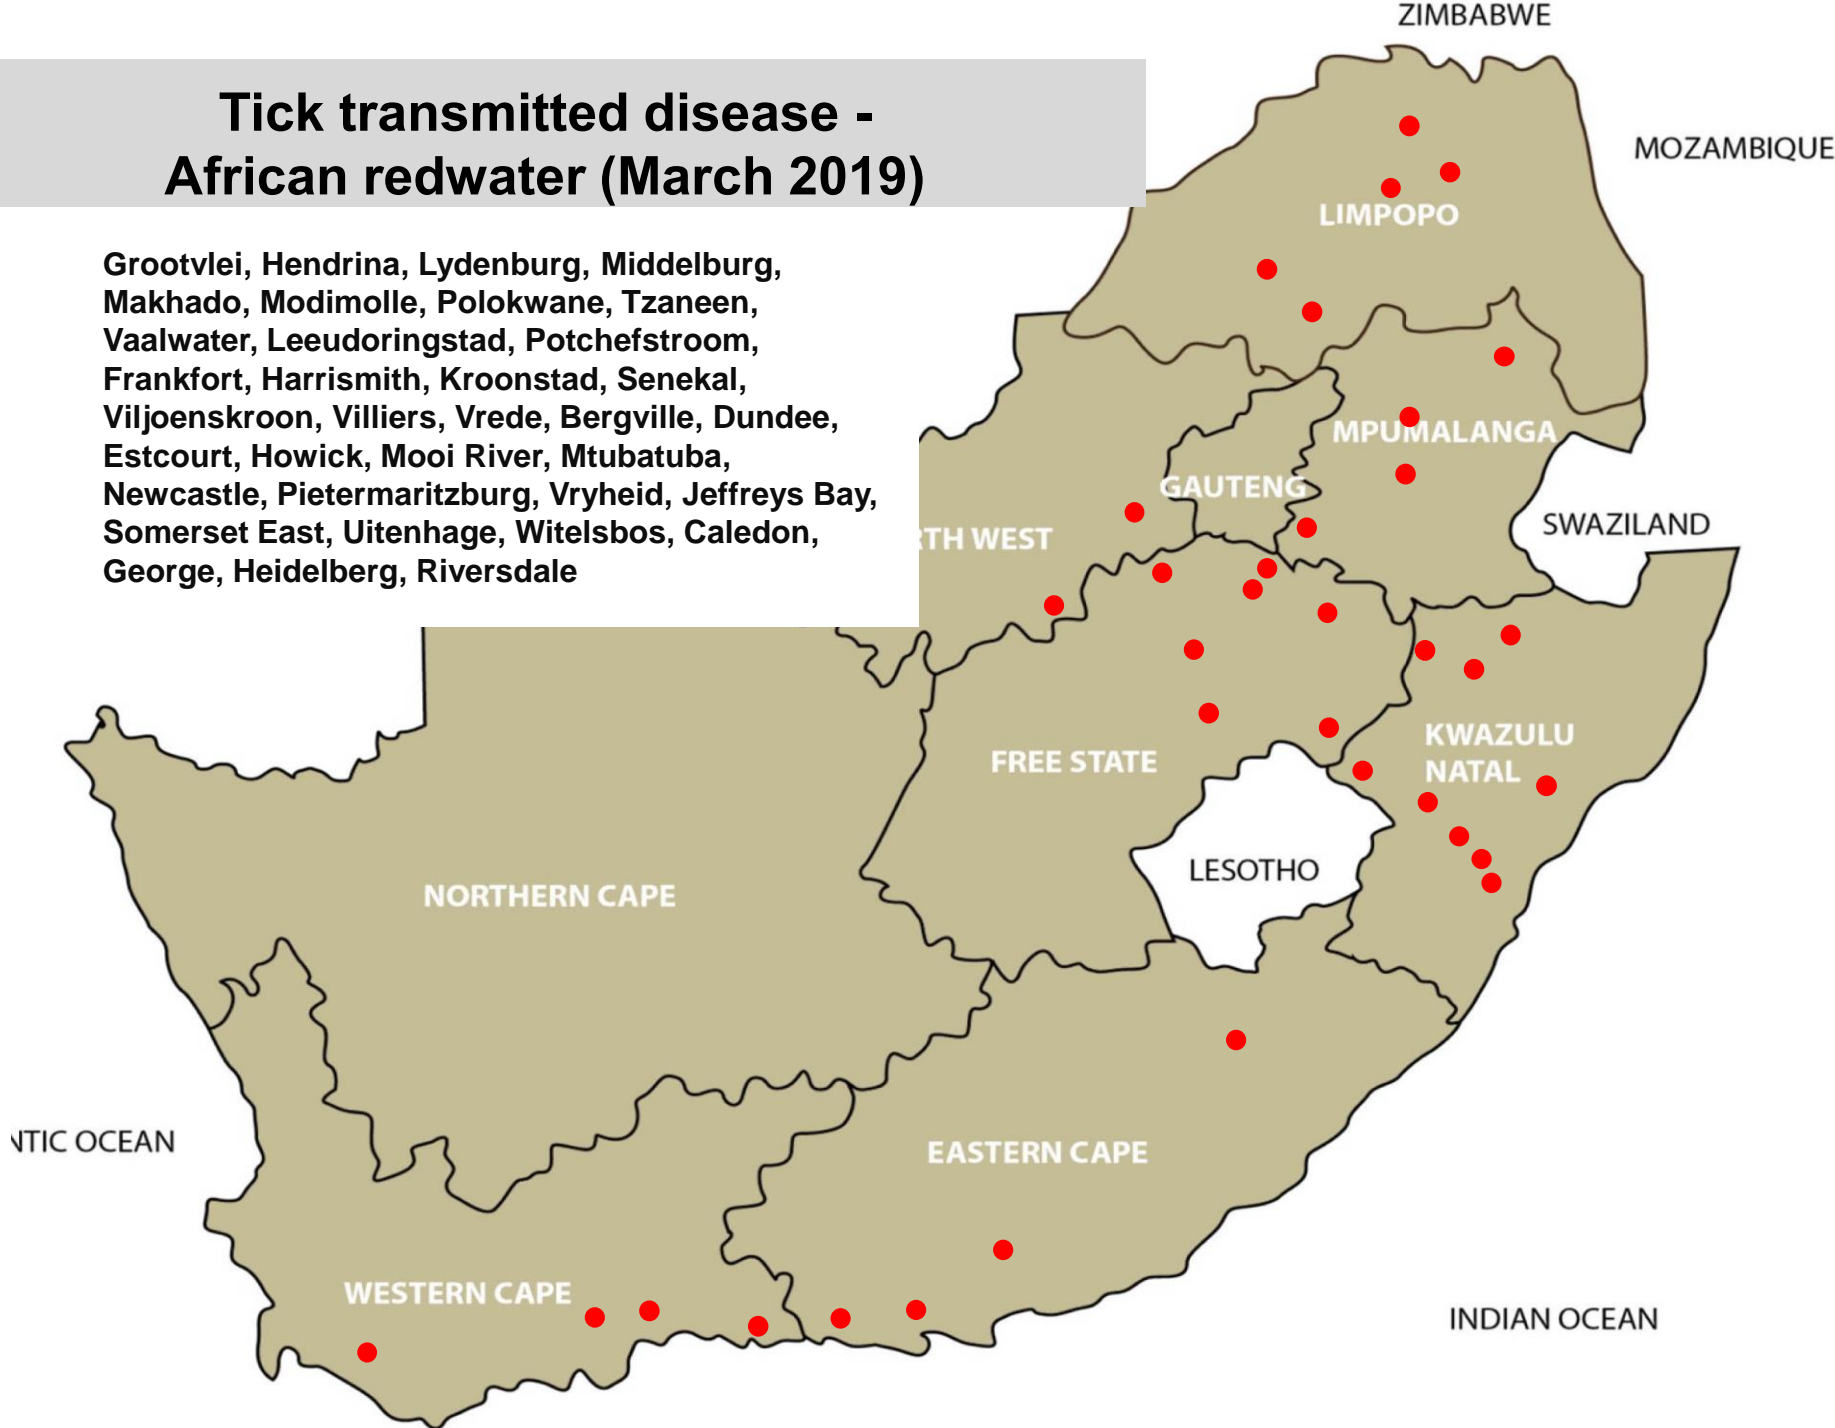 ZIMBABWE
Tick transmitted disease -
African redwater (March 2019)
MOZAMBIQUE
LIMPOPO
Grootvlei, Hendrina, Lydenburg, Middelburg,
Makhado, Modimolle, Polokwane, Tzaneen,
Vaalwater, Leeudoringstad, Potchefstroom,
Frankfort, Harrismith, Kroonstad, Senekal,
Viljoenskroon, Villiers, Vrede, Bergville, Dundee,
Estcourt, Howick, Mooi River, Mtubatuba,
Newcastle, Pietermaritzburg, Vryheid, Jeffreys Bay,
Somerset East, Uitenhage, Witelsbos, Caledon,
George, Heidelberg, Riversdale
MPUMALANGA
GAUTENG
SWAZILAND
RTH WEST
KWAZULU
NATAL
FREE STATE
LESOTHO
NORTHERN CAPE
NTIC OCEAN
EASTERN CAPE
WESTERN CAPE
INDIAN OCEAN